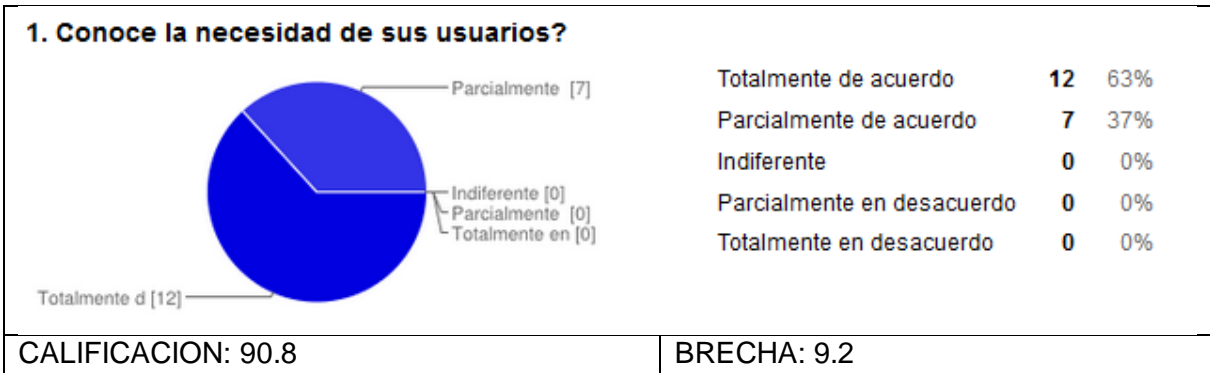 1. Conoce la necesidad de sus usuarios?
Parcialmente [7]
Indiferente [0]
Parcialmente [0]
Totalmente en [0]
Totalmente d [12]
Totalmente de acuerdo 12 63%
Parcialmente de acuerdo 7 37%
Indiferente 0 0%
Parcialmente en desacuerdo 0 0%
Totalmente en desacuerdo 0 0%
CALIFICACION: 90.8
BRECHA: 9.2